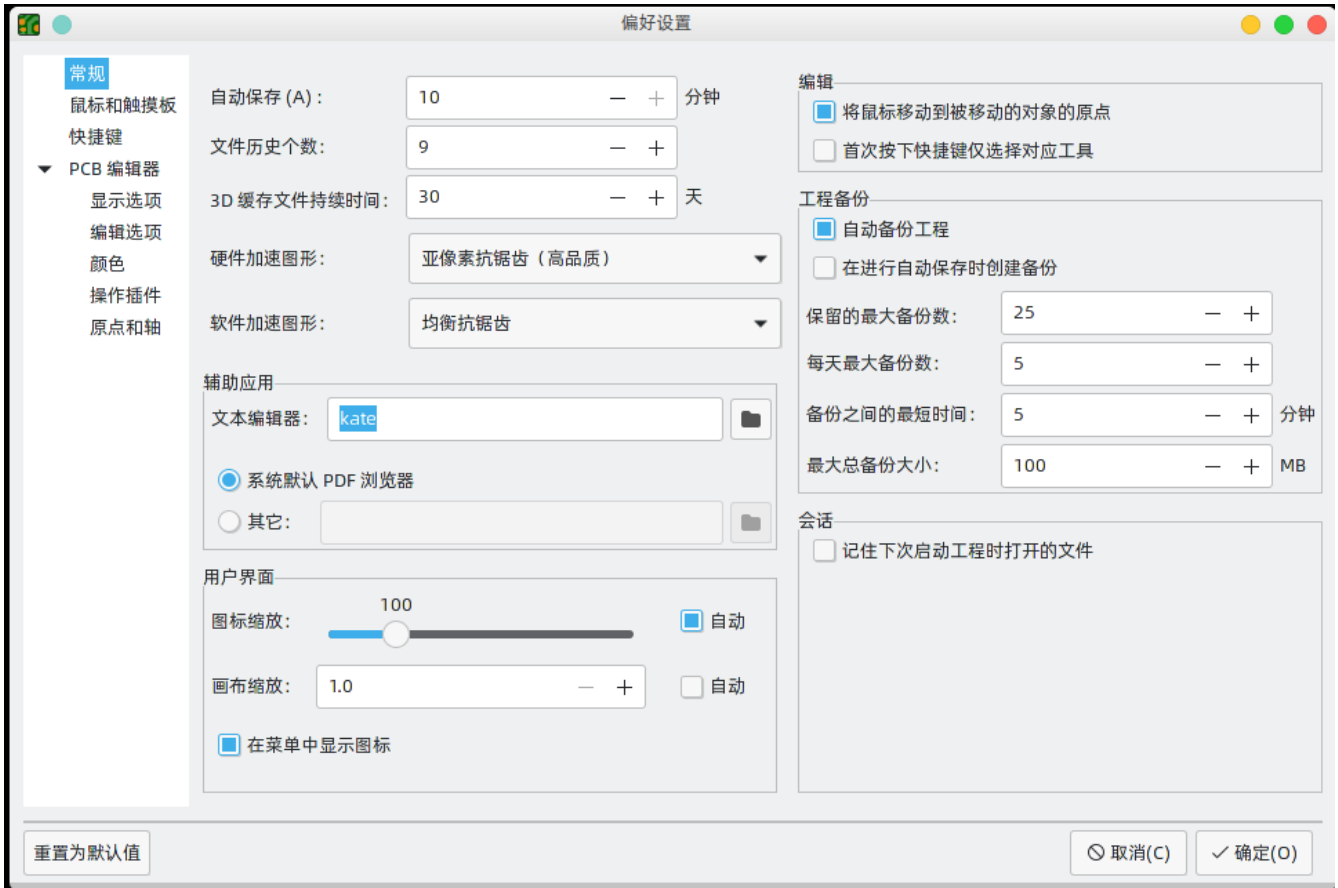 偏好设置
常规
鼠标和触摸板
快捷键
PCB 编辑器
显示选项
编辑选项
颜色
操作插件
原点和轴
自动保存 (A) : 10 分钟
文件历史个数: 9
3D 缓存文件持续时间: 30 天
硬件加速图形: 亚像素抗锯齿（高品质）
软件加速图形: 均衡抗锯齿
辅助应用
文本编辑器: kate
系统默认 PDF 浏览器
其它:
用户界面
100
图标缩放: 自动
画布缩放: 1.0 自动
在菜单中显示图标
编辑
将鼠标移动到被移动的对象的原点
首次按下快捷键仅选择对应工具
工程备份
自动备份工程
在进行自动保存时创建备份
保留的最大备份数: 25
每天最大备份数: 5
备份之间的最短时间: 5 分钟
最大总备份大小: 100 MB
会话
记住下次启动工程时打开的文件
重置为默认值 取消(C) 确定(O)